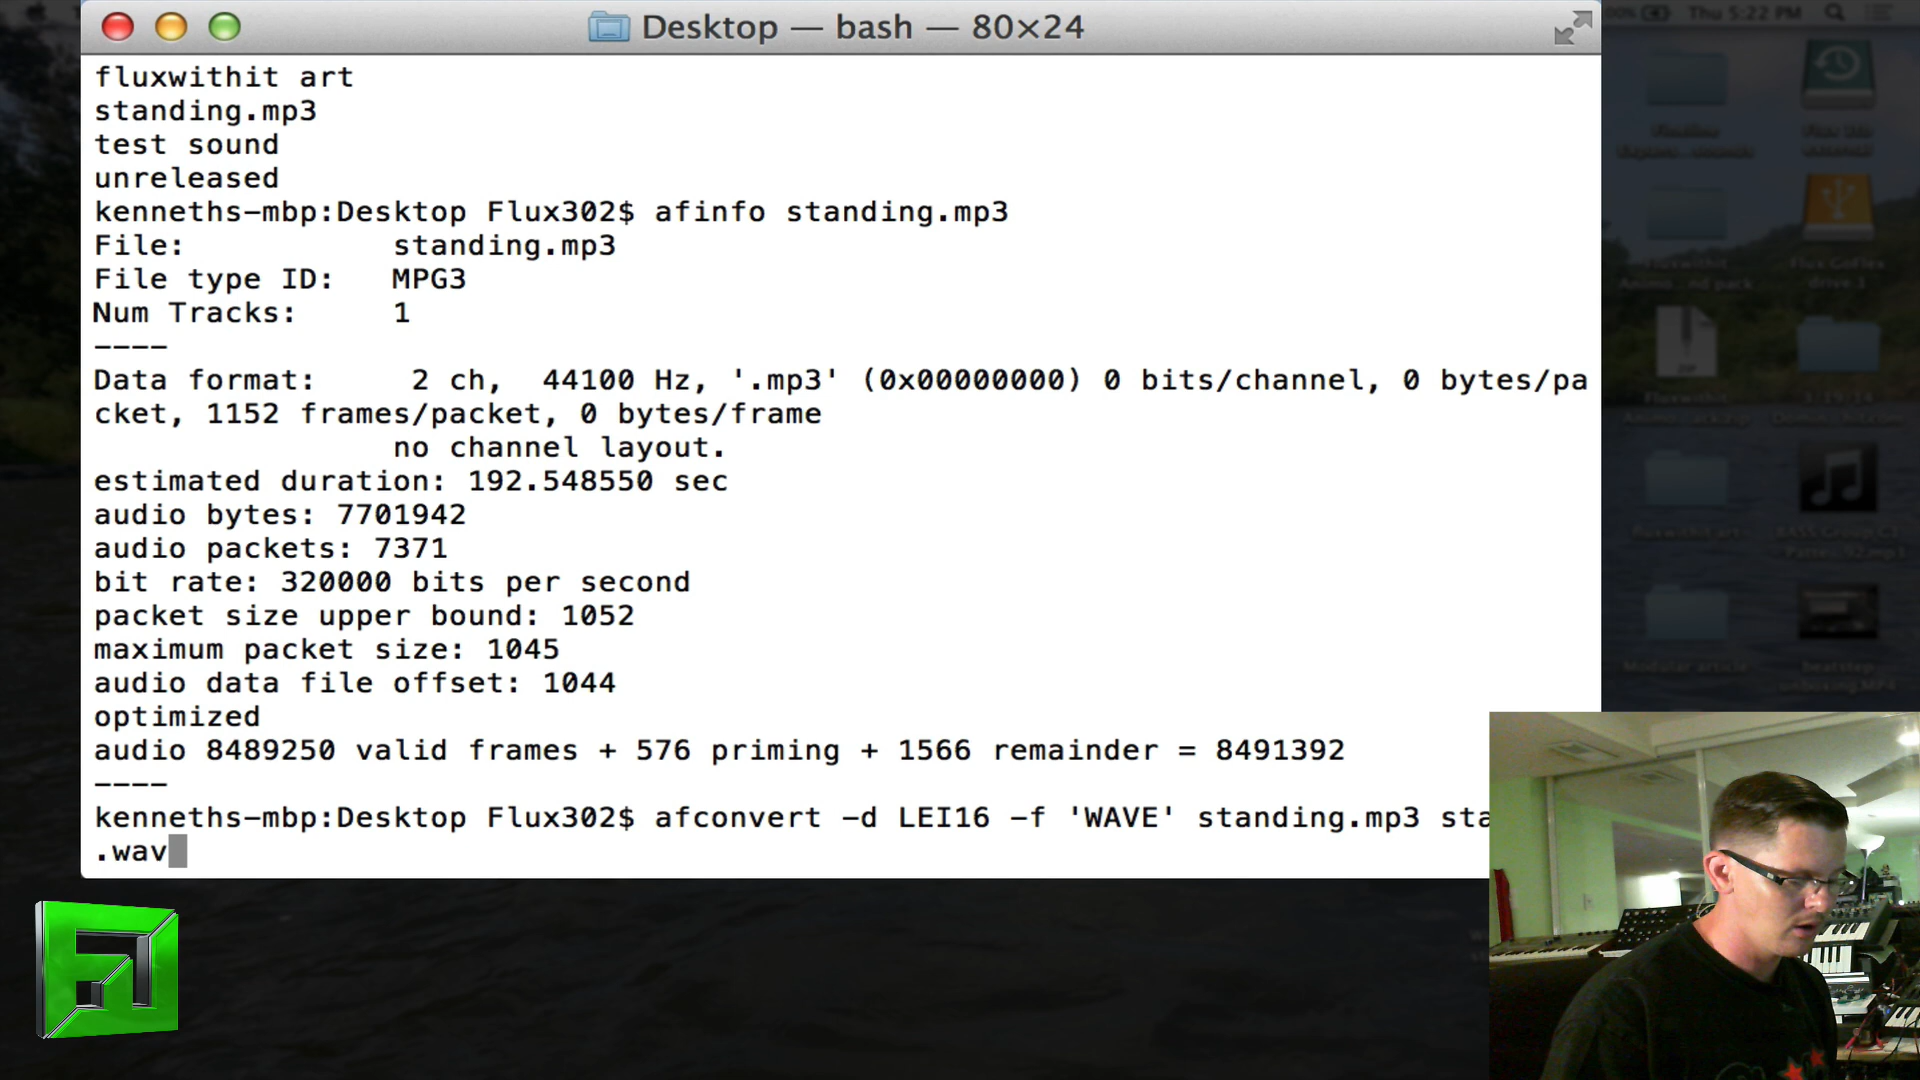 Desktop — bash — 80×24
Thu 5:22 PM
fluxwithit art
standing.mp3
test sound
unreleased
kenneths-mbp:Desktop Flux302$ afinfo standing.mp3
File: standing.mp3
File type ID: MPG3
Num Tracks: 1
----
Data format: 2 ch, 44100 Hz, '.mp3' (0x00000000) 0 bits/channel, 0 bytes/pa
cket, 1152 frames/packet, 0 bytes/frame
no channel layout.
estimated duration: 192.548550 sec
audio bytes: 7701942
audio packets: 7371
bit rate: 320000 bits per second
packet size upper bound: 1052
maximum packet size: 1045
audio data file offset: 1044
optimized
audio 8489250 valid frames + 576 priming + 1566 remainder = 8491392
----
kenneths-mbp:Desktop Flux302$ afconvert -d LEI16 -f 'WAVE' standing.mp3 sta
.wav